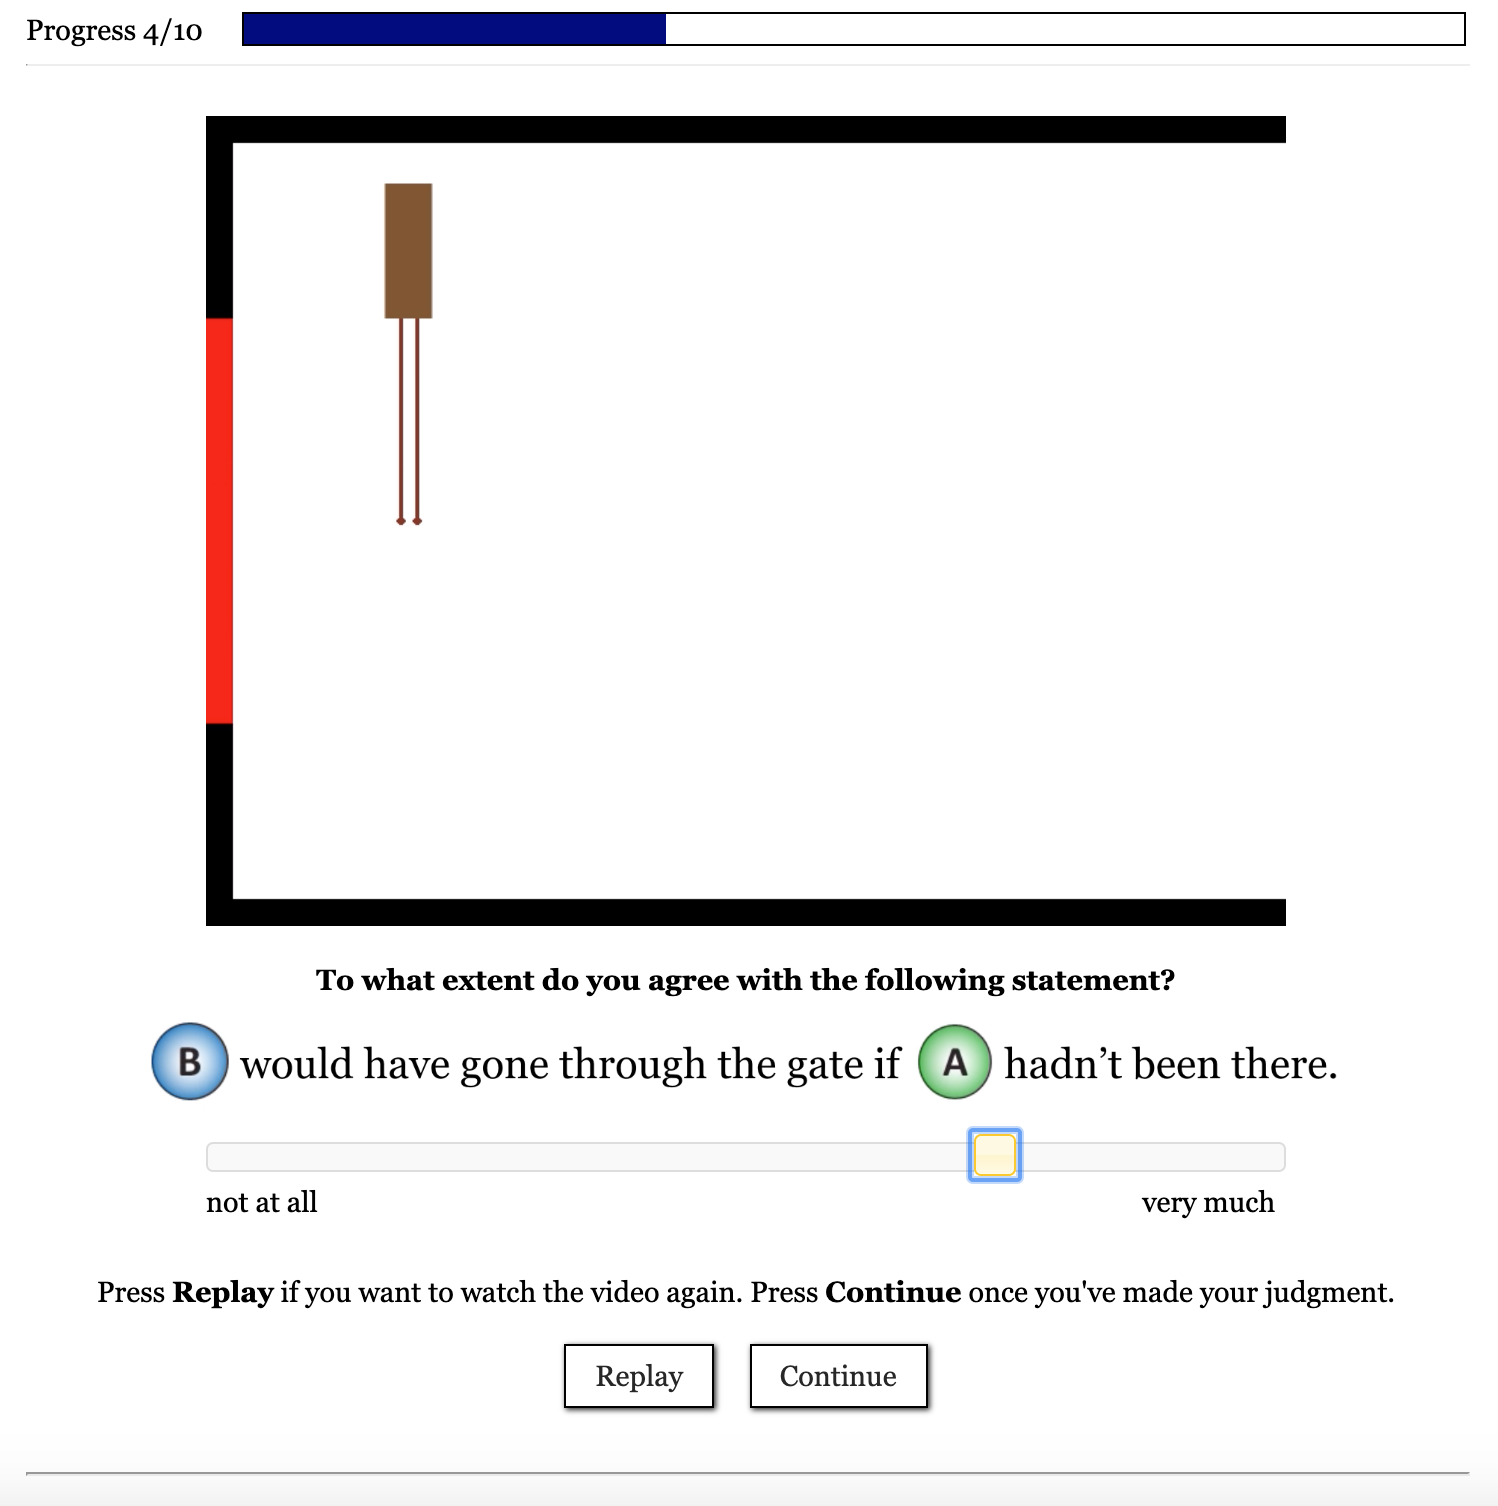 Progress 4/10
To what extent do you agree with the following statement?
B would have gone through the gate if A hadn’t been there.
not at all very much
Press Replay if you want to watch the video again. Press Continue once you've made your judgment.
Replay Continue